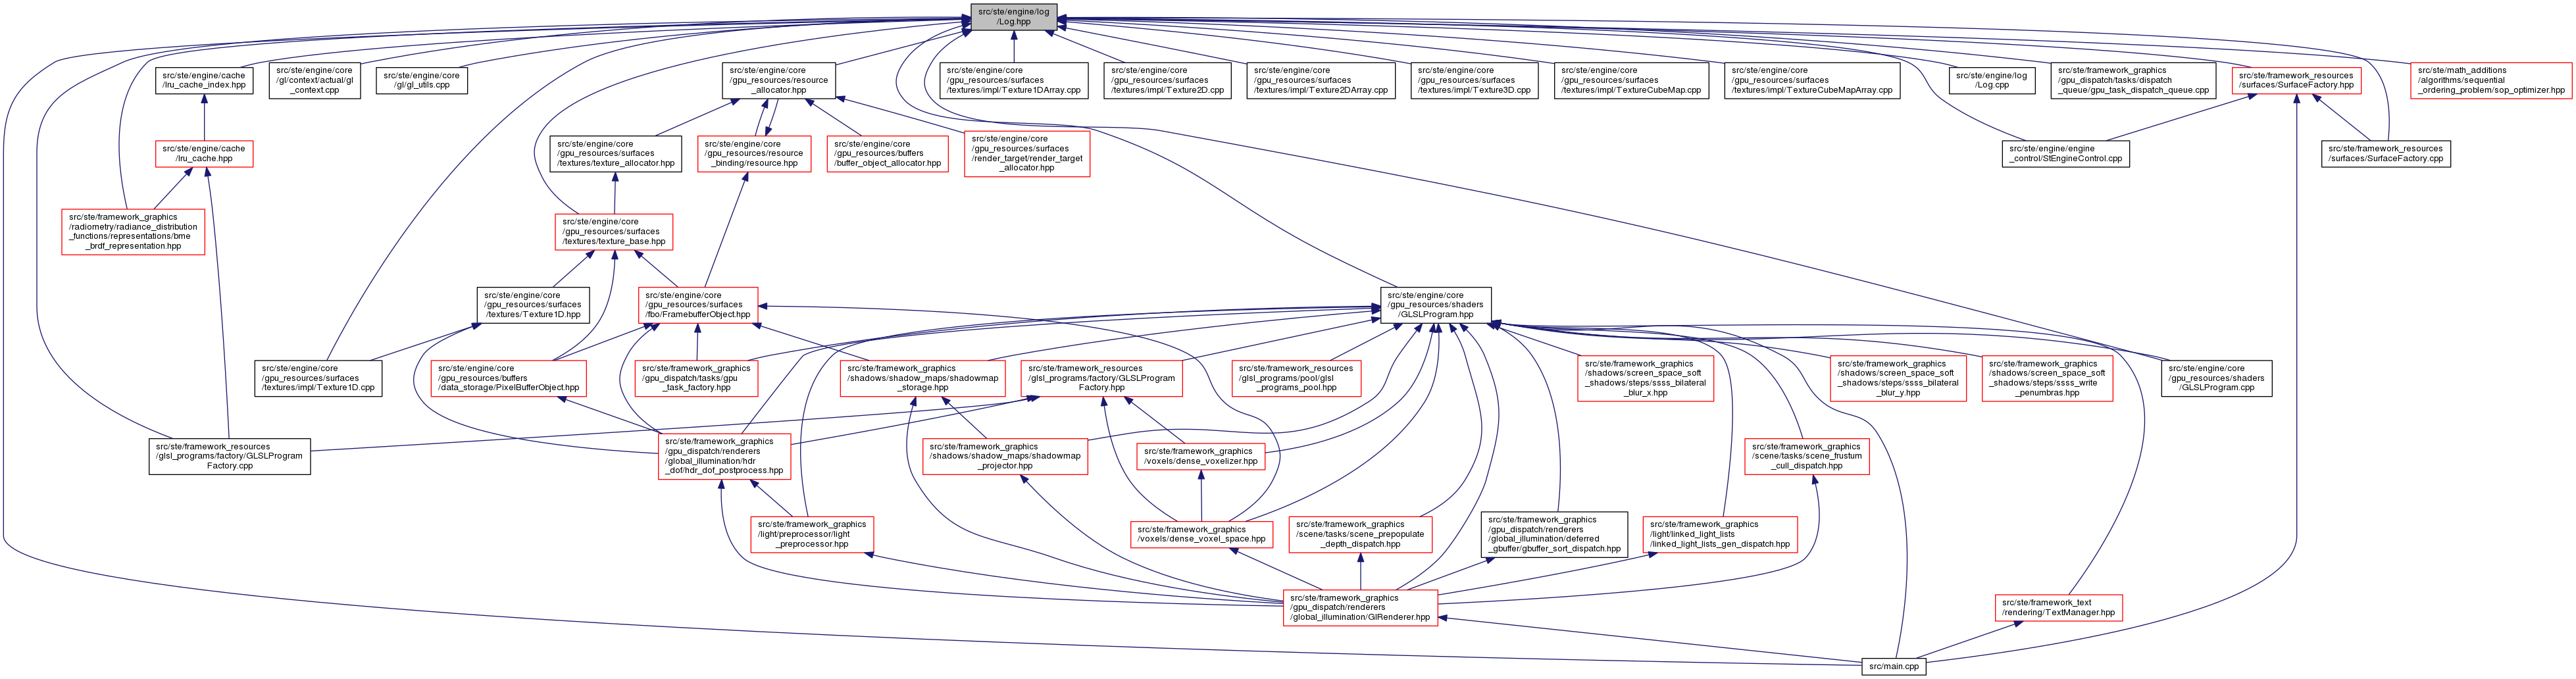 src/ste/engine/log
/Log.hpp
src/ste/engine/cache
/lru_cache_index.hpp
src/ste/engine/core
/gl/context/actual/gl
_context.cpp
src/ste/engine/core
/gl/gl_utils.cpp
src/ste/engine/core
/gpu_resources/resource
_allocator.hpp
src/ste/engine/core
/gpu_resources/surfaces
/textures/impl/Texture1DArray.cpp
src/ste/engine/core
/gpu_resources/surfaces
/textures/impl/Texture2D.cpp
src/ste/engine/core
/gpu_resources/surfaces
/textures/impl/Texture2DArray.cpp
src/ste/engine/core
/gpu_resources/surfaces
/textures/impl/Texture3D.cpp
src/ste/engine/core
/gpu_resources/surfaces
/textures/impl/TextureCubeMap.cpp
src/ste/engine/core
/gpu_resources/surfaces
/textures/impl/TextureCubeMapArray.cpp
src/ste/engine/log
/Log.cpp
src/ste/framework_graphics
/gpu_dispatch/tasks/dispatch
_queue/gpu_task_dispatch_queue.cpp
src/ste/framework_resources
/surfaces/SurfaceFactory.hpp
src/ste/math_additions
/algorithms/sequential
_ordering_problem/sop_optimizer.hpp
src/ste/engine/cache
/lru_cache.hpp
src/ste/engine/core
/gpu_resources/surfaces
/textures/texture_allocator.hpp
src/ste/engine/core
/gpu_resources/resource
_binding/resource.hpp
src/ste/engine/core
/gpu_resources/buffers
/buffer_object_allocator.hpp
src/ste/engine/core
/gpu_resources/surfaces
/render_target/render_target
_allocator.hpp
src/ste/engine/engine
_control/StEngineControl.cpp
src/ste/framework_resources
/surfaces/SurfaceFactory.cpp
src/ste/framework_graphics
/radiometry/radiance_distribution
_functions/representations/bme
_brdf_representation.hpp
src/ste/engine/core
/gpu_resources/surfaces
/textures/texture_base.hpp
src/ste/engine/core
/gpu_resources/surfaces
/textures/Texture1D.hpp
src/ste/engine/core
/gpu_resources/surfaces
/fbo/FramebufferObject.hpp
src/ste/engine/core
/gpu_resources/shaders
/GLSLProgram.hpp
src/ste/engine/core
/gpu_resources/surfaces
/textures/impl/Texture1D.cpp
src/ste/engine/core
/gpu_resources/buffers
/data_storage/PixelBufferObject.hpp
src/ste/framework_graphics
/gpu_dispatch/tasks/gpu
_task_factory.hpp
src/ste/framework_graphics
/shadows/shadow_maps/shadowmap
_storage.hpp
src/ste/framework_resources
/glsl_programs/factory/GLSLProgram
Factory.hpp
src/ste/framework_resources
/glsl_programs/pool/glsl
_programs_pool.hpp
src/ste/framework_graphics
/shadows/screen_space_soft
_shadows/steps/ssss_bilateral
_blur_x.hpp
src/ste/framework_graphics
/shadows/screen_space_soft
_shadows/steps/ssss_bilateral
_blur_y.hpp
src/ste/framework_graphics
/shadows/screen_space_soft
_shadows/steps/ssss_write
_penumbras.hpp
src/ste/engine/core
/gpu_resources/shaders
/GLSLProgram.cpp
src/ste/framework_resources
/glsl_programs/factory/GLSLProgram
Factory.cpp
src/ste/framework_graphics
/gpu_dispatch/renderers
/global_illumination/hdr
_dof/hdr_dof_postprocess.hpp
src/ste/framework_graphics
/shadows/shadow_maps/shadowmap
_projector.hpp
src/ste/framework_graphics
/voxels/dense_voxelizer.hpp
src/ste/framework_graphics
/scene/tasks/scene_frustum
_cull_dispatch.hpp
src/ste/framework_graphics
/light/preprocessor/light
_preprocessor.hpp
src/ste/framework_graphics
/voxels/dense_voxel_space.hpp
src/ste/framework_graphics
/scene/tasks/scene_prepopulate
_depth_dispatch.hpp
src/ste/framework_graphics
/gpu_dispatch/renderers
/global_illumination/deferred
_gbuffer/gbuffer_sort_dispatch.hpp
src/ste/framework_graphics
/light/linked_light_lists
/linked_light_lists_gen_dispatch.hpp
src/ste/framework_graphics
/gpu_dispatch/renderers
/global_illumination/GIRenderer.hpp
src/ste/framework_text
/rendering/TextManager.hpp
src/main.cpp